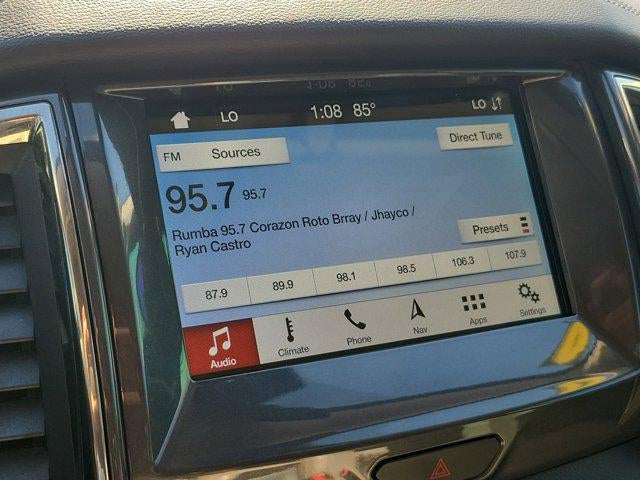 LO 1:08 85° LO
FM Sources
Direct Tune
95.7 95.7
Rumba 95.7 Corazon Roto Brray / Jhayco /
Ryan Castro
Presets
87.9 89.9 98.1 98.5 106.3 107.9
Audio Climate Phone Nav Apps Settings